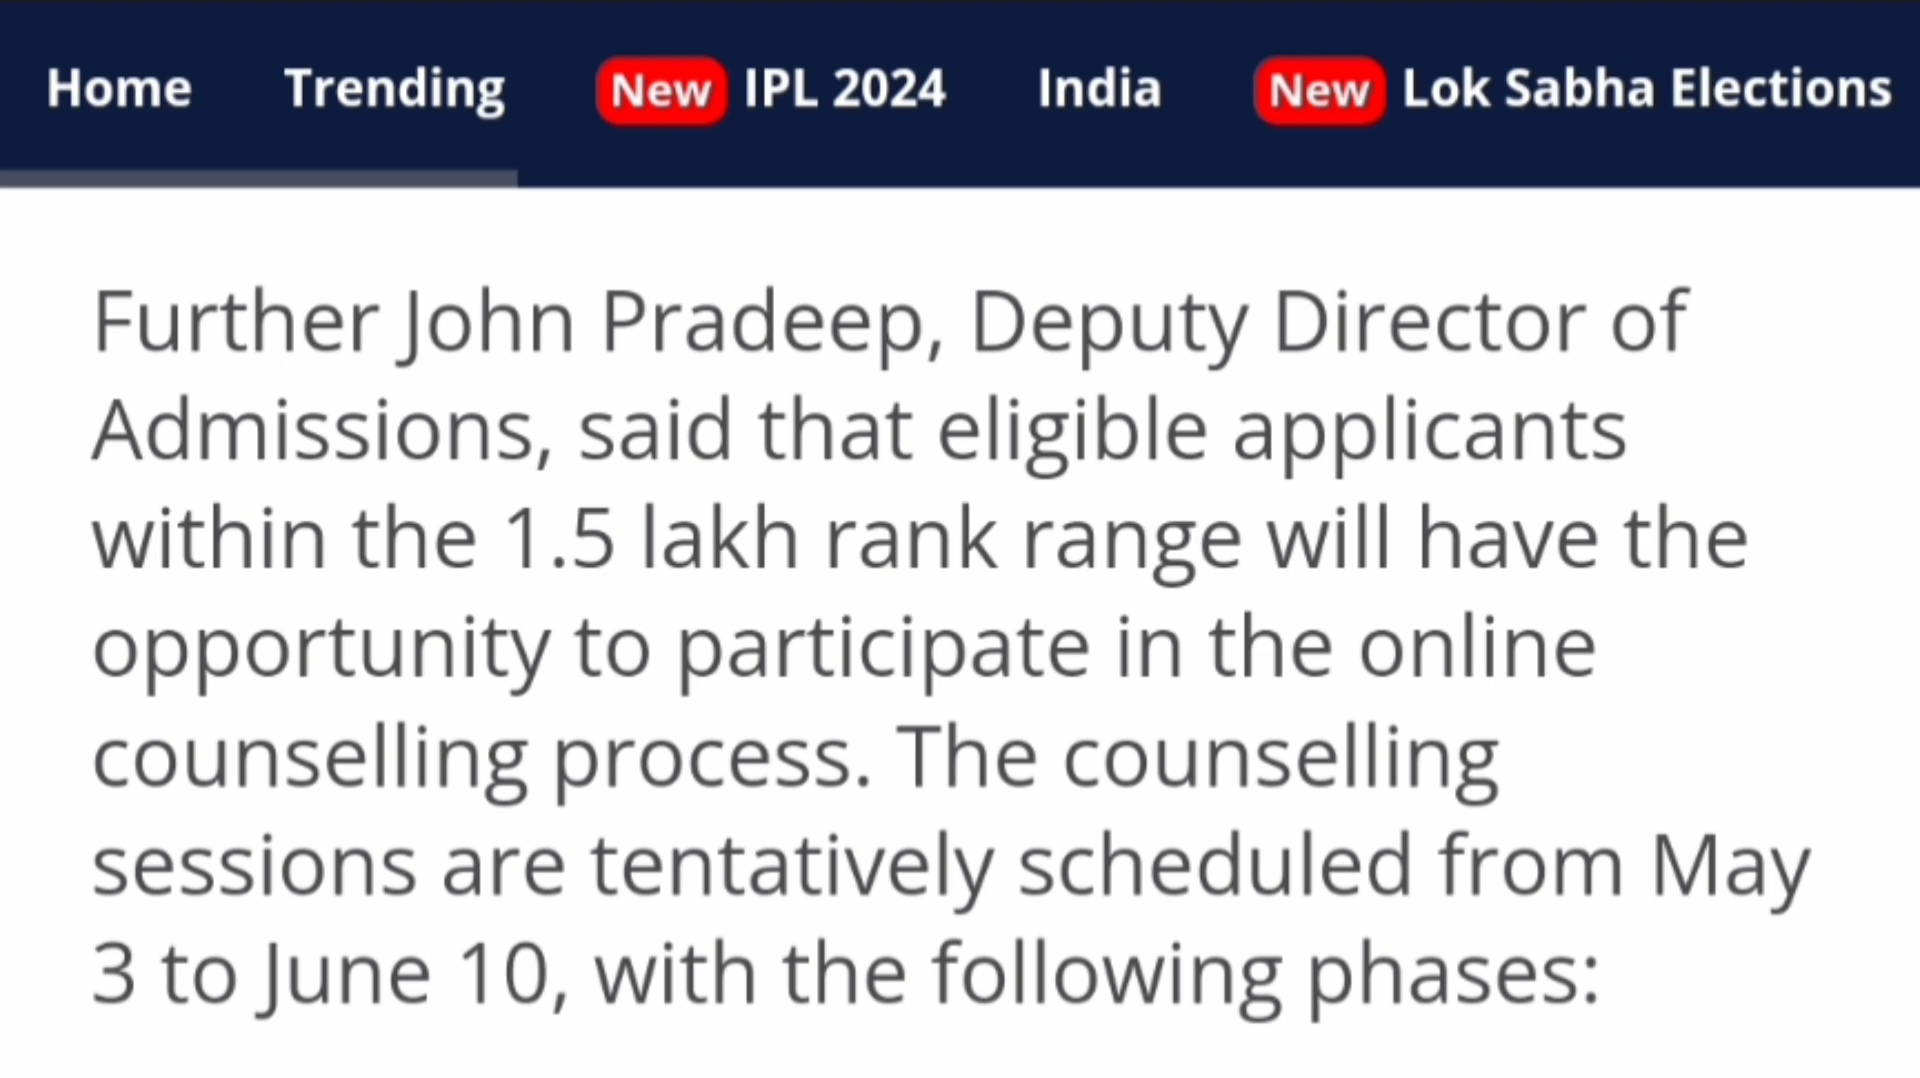 Home Trending New IPL 2024 India New Lok Sabha Elections
Further John Pradeep, Deputy Director of
Admissions, said that eligible applicants
within the 1.5 lakh rank range will have the
opportunity to participate in the online
counselling process. The counselling
sessions are tentatively scheduled from May
3 to June 10, with the following phases: